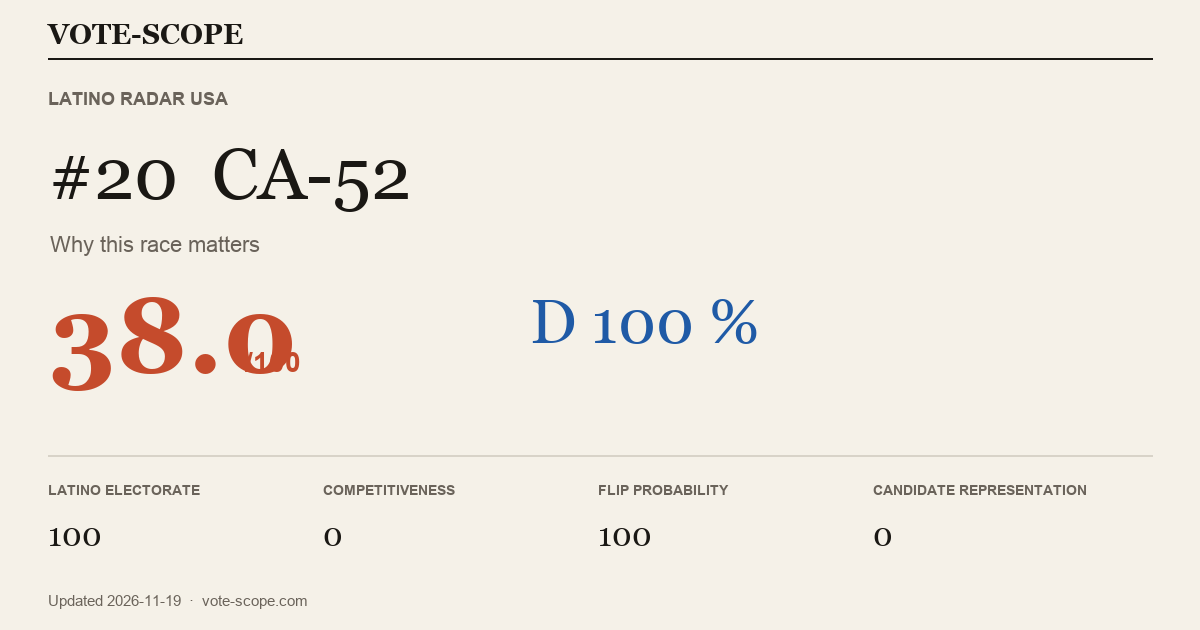 VOTE-SCOPE
LATINO RADAR USA
#20 CA-52
Why this race matters
38.0 /100
D 100 %
LATINO ELECTORATE COMPETITIVENESS FLIP PROBABILITY CANDIDATE REPRESENTATION
100 0 100 0
Updated 2026-11-19 · vote-scope.com